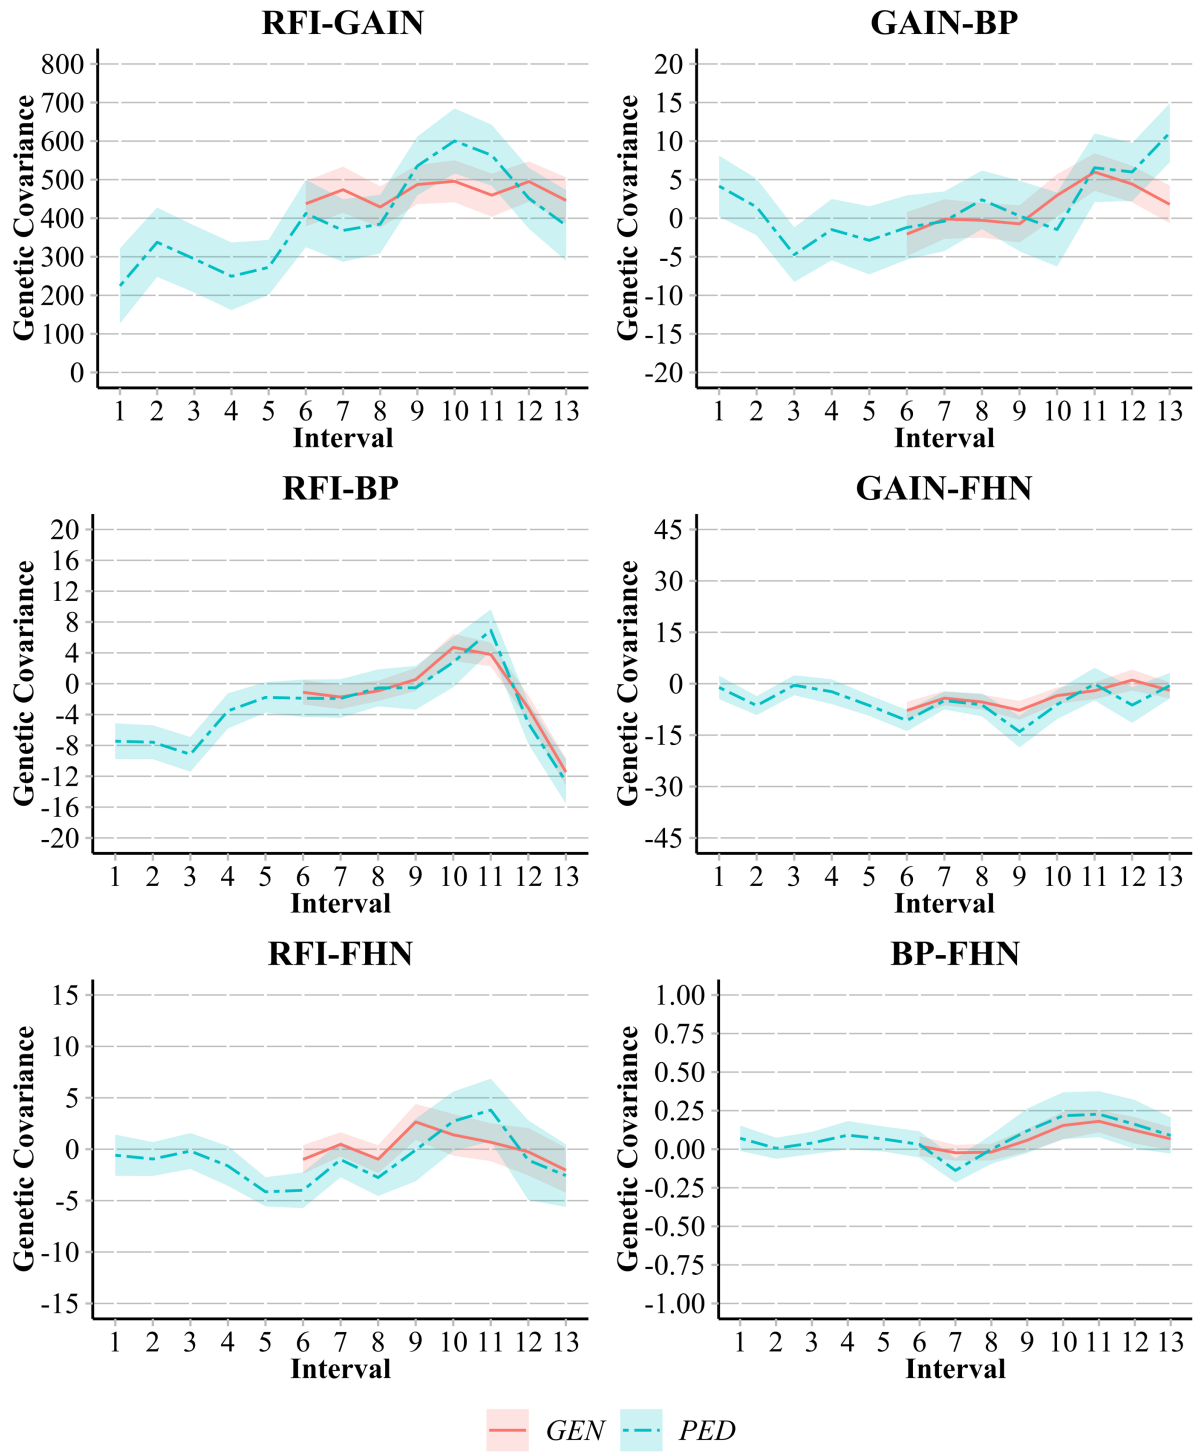 RFI-GAIN
Genetic Covariance
800
700
600
500
400
300
200
100
0
1 2 3 4 5 6 7 8 9 10 11 12 13
Interval
GAIN-BP
Genetic Covariance
20
15
10
5
0
-5
-10
-15
-20
1 2 3 4 5 6 7 8 9 10 11 12 13
Interval
RFI-BP
Genetic Covariance
20
16
12
8
4
0
-4
-8
-12
-16
-20
1 2 3 4 5 6 7 8 9 10 11 12 13
Interval
GAIN-FHN
Genetic Covariance
45
30
15
0
-15
-30
-45
1 2 3 4 5 6 7 8 9 10 11 12 13
Interval
RFI-FHN
Genetic Covariance
15
10
5
0
-5
-10
-15
1 2 3 4 5 6 7 8 9 10 11 12 13
Interval
BP-FHN
Genetic Covariance
1.00
0.75
0.50
0.25
0.00
-0.25
-0.50
-0.75
-1.00
1 2 3 4 5 6 7 8 9 10 11 12 13
Interval
GEN PED